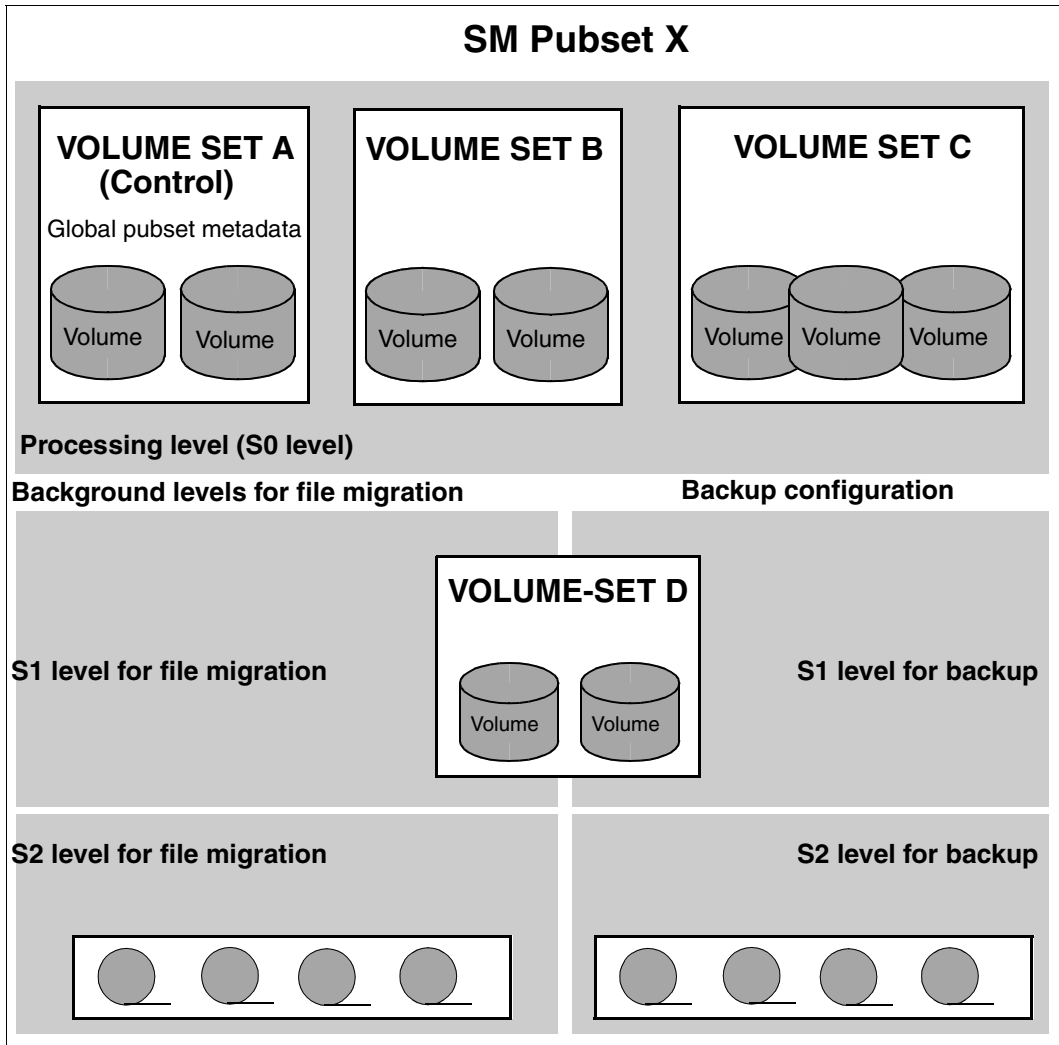 SM Pubset X
VOLUME SET A
(Control)
Global pubset metadata
Volume
Volume
VOLUME SET B
Volume
Volume
VOLUME SET C
Volume
Volume
Volume
Processing level (S0 level)
Background levels for file migration
Backup configuration
VOLUME-SET D
S1 level for file migration
S1 level for backup
Volume
Volume
S2 level for file migration
S2 level for backup